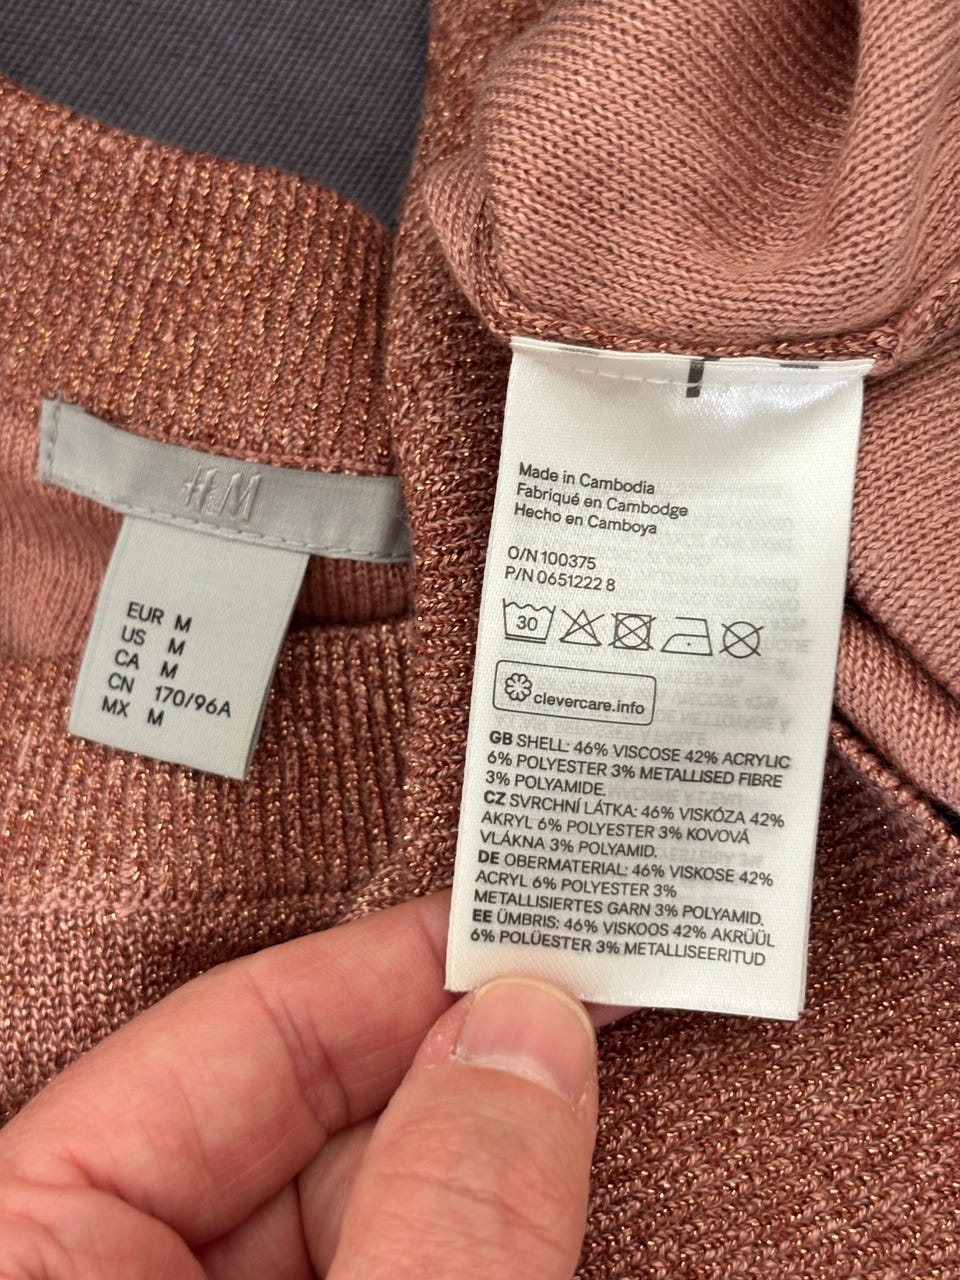 H&M
EUR M
US M
CA M
CN 170/96A
MX M
Made in Cambodia
Fabriqué en Cambodge
Hecho en Camboya
O/N 100375
P/N 0651222 8
30
clevercare.info
GB SHELL: 46% VISCOSE 42% ACRYLIC
6% POLYESTER 3% METALLISED FIBRE
3% POLYAMIDE.
CZ SVRCHNÍ LÁTKA: 46% VISKÓZA 42%
AKRYL 6% POLYESTER 3% KOVOVÁ
VLÁKNA 3% POLYAMID.
DE OBERMATERIAL: 46% VISKOSE 42%
ACRYL 6% POLYESTER 3%
METALLISIERTES GARN 3% POLYAMID.
EE ÜMBRIS: 46% VISKOOS 42% AKRÜÜL
6% POLÜESTER 3% METALLISEERITUD